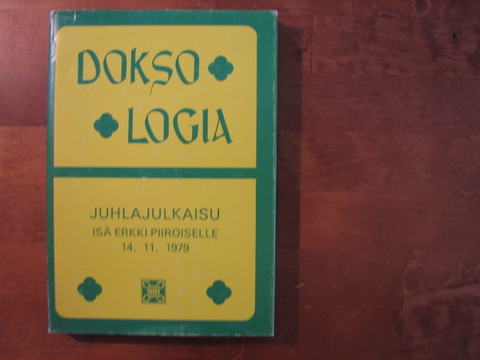 DOKSO
LOGIA
JUHLAJULKAISU
ISÄ ERKKI PIIROISELLE
14. 11. 1979